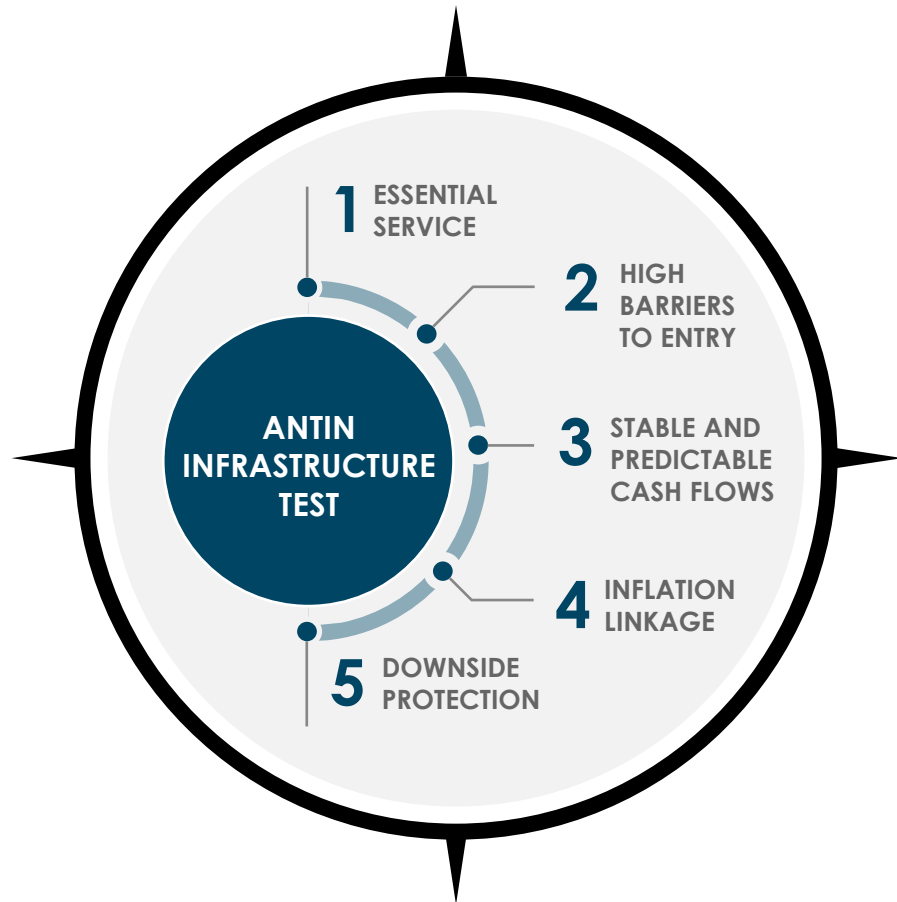 1 ESSENTIAL
SERVICE
2 HIGH
BARRIERS
TO ENTRY
ANTIN
INFRASTRUCTURE
TEST
3 STABLE AND
PREDICTABLE
CASH FLOWS
4 INFLATION
LINKAGE
5 DOWNSIDE
PROTECTION